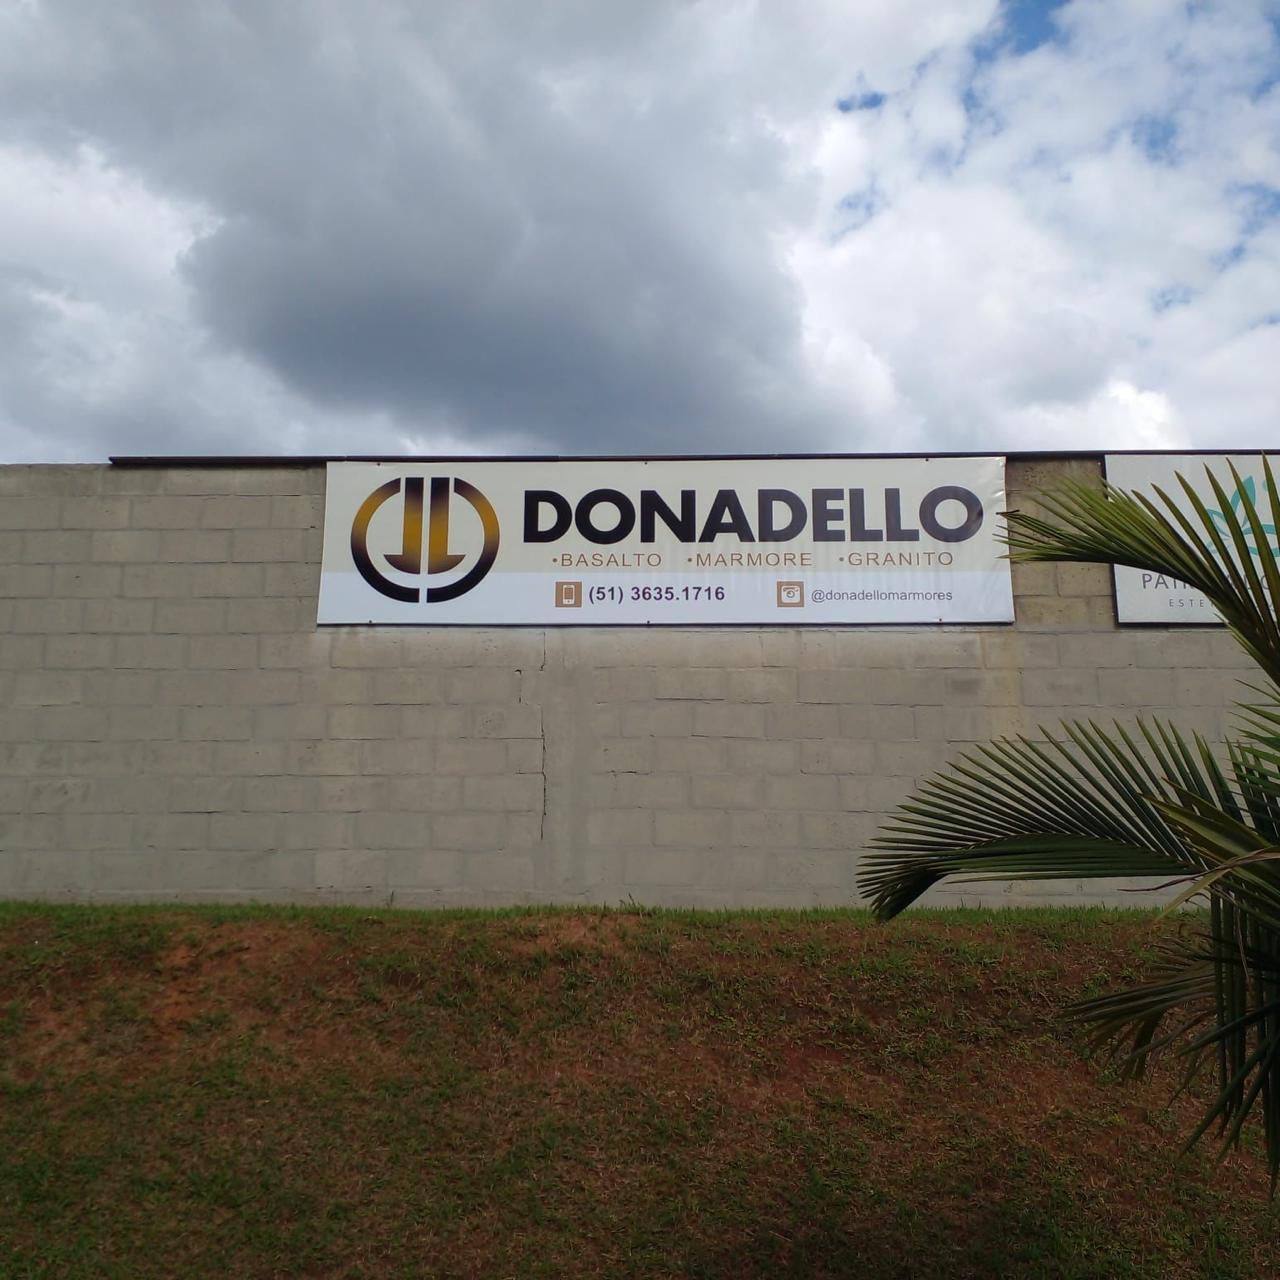 DONADELLO
•BASALTO •MARMORE •GRANITO
(51) 3635.1716 @donadellomarmores